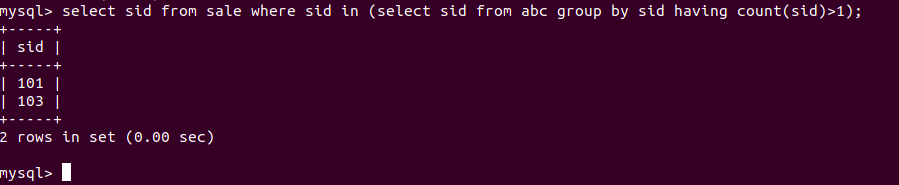 mysql> select sid from sale where sid in (select sid from abc group by sid having count(sid)>1);
+-----+
| sid |
+-----+
| 101 |
| 103 |
+-----+
2 rows in set (0.00 sec)
mysql>